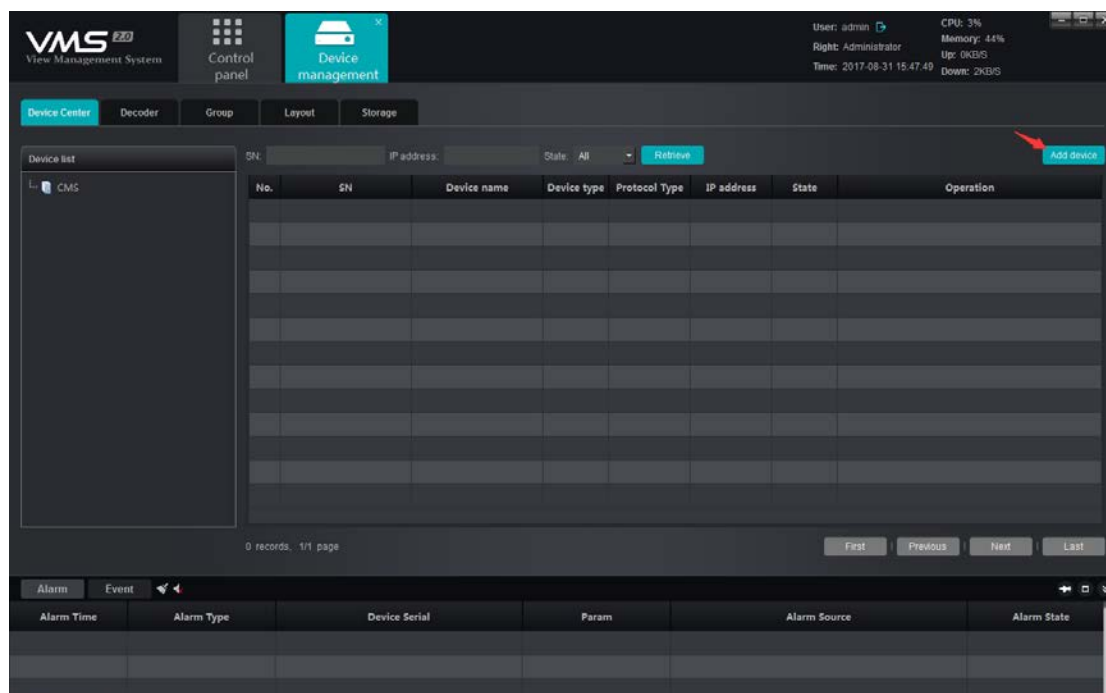 VMS 2.0
View Management System
Control
panel
Device
management
User: admin
Right: Administrator
Time: 2017-08-31 15:47:49
CPU: 3%
Memory: 44%
Up: 0KB/S
Down: 2KB/S
Device Center Decoder Group Layout Storage
Device list
CMS
SN: IP address: State: All Retrieve Add device
No. SN Device name Device type Protocol Type IP address State Operation
0 records, 1/1 page
First Previous Next Last
Alarm Event
Alarm Time Alarm Type Device Serial Param Alarm Source Alarm State